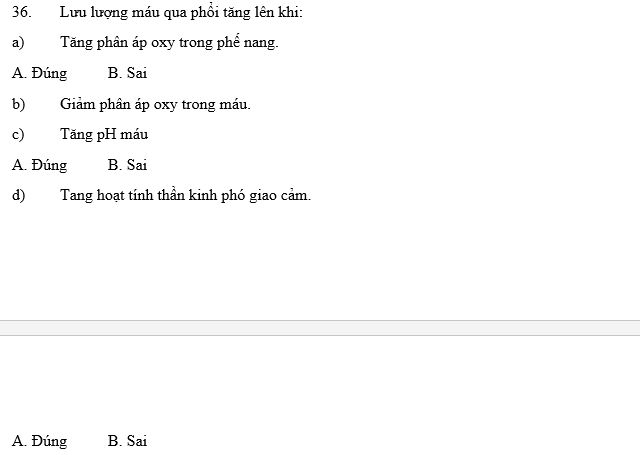 36. Lưu lượng máu qua phổi tăng lên khi:
a) Tăng phân áp oxy trong phế nang.
A. Đúng B. Sai
b) Giảm phân áp oxy trong máu.
c) Tăng pH máu
A. Đúng B. Sai
d) Tang hoạt tính thần kinh phó giao cảm.
A. Đúng B. Sai